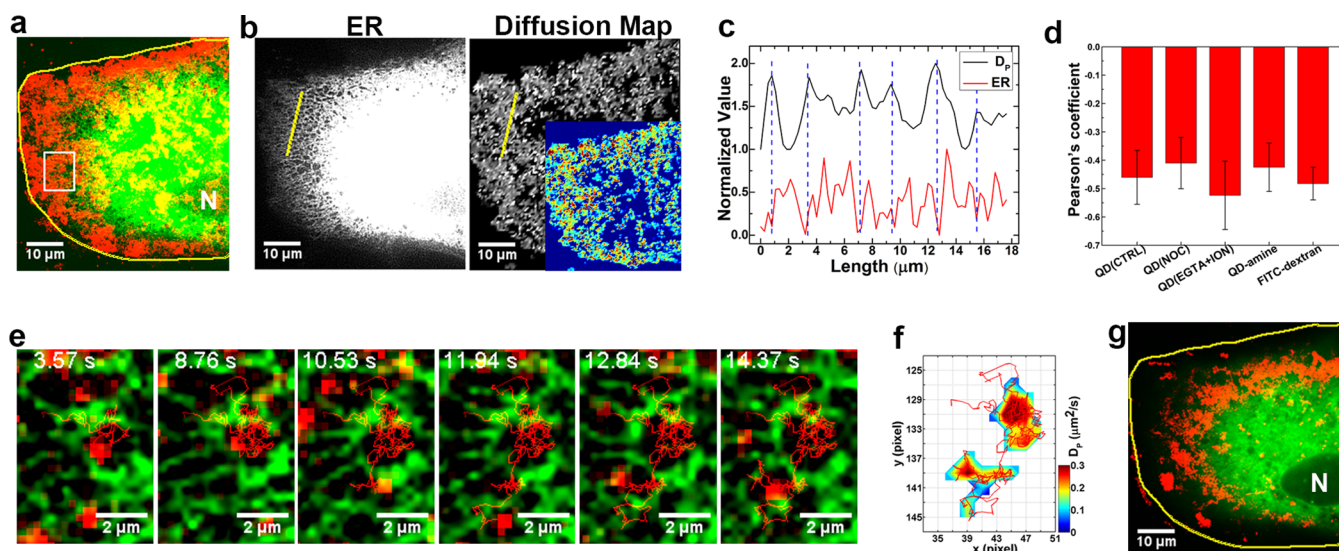 a
N
10 µm
b
ER
Diffusion Map
10 µm
10 µm
c
Normalized Value
2.0
1.5
1.0
0.5
0.0
0 2 4 6 8 10 12 14 16 18
Length (µm)
D_P
ER
d
Pearson's coefficient
0.0
-0.1
-0.2
-0.3
-0.4
-0.5
-0.6
-0.7
QD(CTRL)
QD(NOC)
QD(EGTA+ION)
QD-amine
FITC-dextran
e
3.57 s
8.76 s
10.53 s
11.94 s
12.84 s
14.37 s
2 µm
2 µm
2 µm
2 µm
2 µm
2 µm
f
y (pixel)
125
129
133
137
141
145
35 39 43 47 51
x (pixel)
D_P (µm²/s)
0.3
0.2
0.1
0
g
N
10 µm